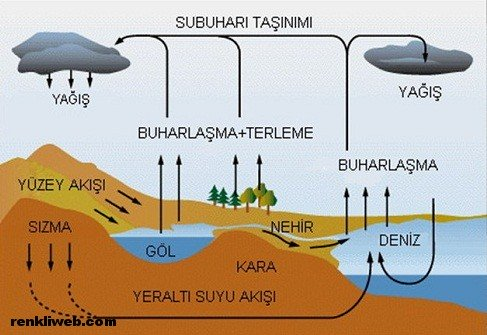 SUBUHARI TAŞINIMI
YAĞIŞ
YAĞIŞ
BUHARLAŞMA+TERLEME
BUHARLAŞMA
YÜZEY AKIŞI
SIZMA
NEHİR
DENİZ
GÖL
KARA
YERALTI SUYU AKIŞI
renkliweb.com